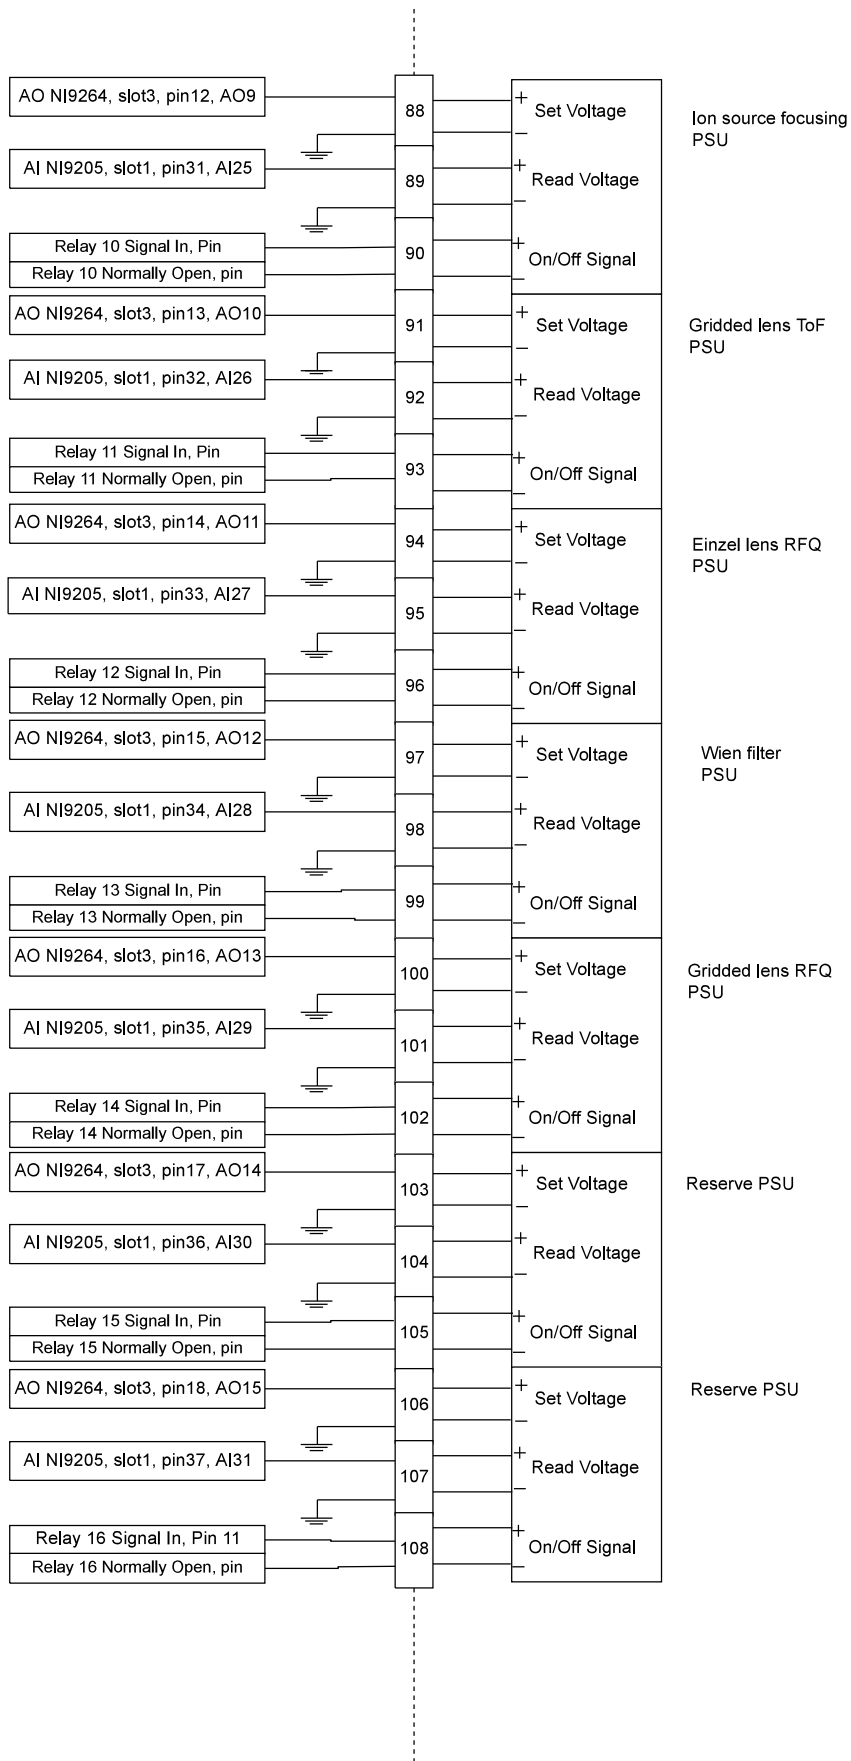 AO NI9264, slot3, pin12, AO9
88
+
Set Voltage
−
Ion source focusing
PSU
AI NI9205, slot1, pin31, AI25
89
+
Read Voltage
−
Relay 10 Signal In, Pin
Relay 10 Normally Open, pin
90
+
On/Off Signal
−
AO NI9264, slot3, pin13, AO10
91
+
Set Voltage
−
Gridded lens ToF
PSU
AI NI9205, slot1, pin32, AI26
92
+
Read Voltage
−
Relay 11 Signal In, Pin
Relay 11 Normally Open, pin
93
+
On/Off Signal
−
AO NI9264, slot3, pin14, AO11
94
+
Set Voltage
−
Einzel lens RFQ
PSU
AI NI9205, slot1, pin33, AI27
95
+
Read Voltage
−
Relay 12 Signal In, Pin
Relay 12 Normally Open, pin
96
+
On/Off Signal
−
AO NI9264, slot3, pin15, AO12
97
+
Set Voltage
−
Wien filter
PSU
AI NI9205, slot1, pin34, AI28
98
+
Read Voltage
−
Relay 13 Signal In, Pin
Relay 13 Normally Open, pin
99
+
On/Off Signal
−
AO NI9264, slot3, pin16, AO13
100
+
Set Voltage
−
Gridded lens RFQ
PSU
AI NI9205, slot1, pin35, AI29
101
+
Read Voltage
−
Relay 14 Signal In, Pin
Relay 14 Normally Open, pin
102
+
On/Off Signal
−
AO NI9264, slot3, pin17, AO14
103
+
Set Voltage
−
Reserve PSU
AI NI9205, slot1, pin36, AI30
104
+
Read Voltage
−
Relay 15 Signal In, Pin
Relay 15 Normally Open, pin
105
+
On/Off Signal
−
AO NI9264, slot3, pin18, AO15
106
+
Set Voltage
−
Reserve PSU
AI NI9205, slot1, pin37, AI31
107
+
Read Voltage
−
Relay 16 Signal In, Pin 11
Relay 16 Normally Open, pin
108
+
On/Off Signal
−